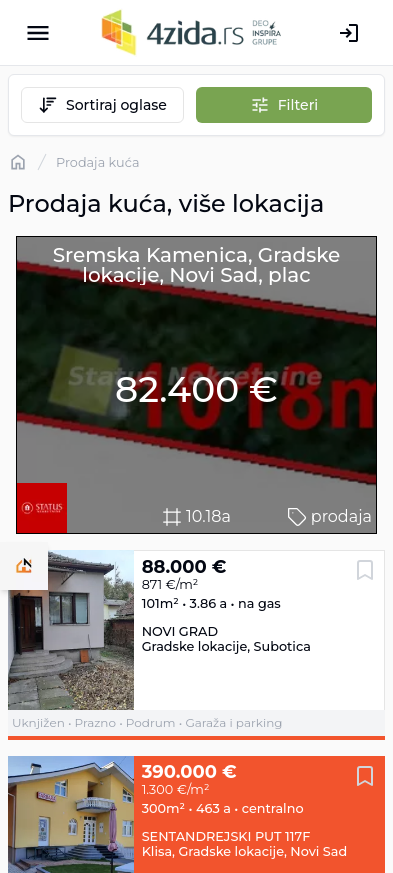 4zida.rs
DEO
INSPIRA
GRUPE
Sortiraj oglase
Filteri
/ Prodaja kuća
Prodaja kuća, više lokacija
Sremska Kamenica, Gradske
lokacije, Novi Sad, plac
Status Nekretnine
1018m
82.400 €
STATUS
10.18a
prodaja
88.000 €
871 €/m²
101m² • 3.86 a • na gas
NOVI GRAD
Gradske lokacije, Subotica
Uknjižen • Prazno • Podrum • Garaža i parking
390.000 €
1.300 €/m²
300m² • 463 a • centralno
SENTANDREJSKI PUT 117F
Klisa, Gradske lokacije, Novi Sad